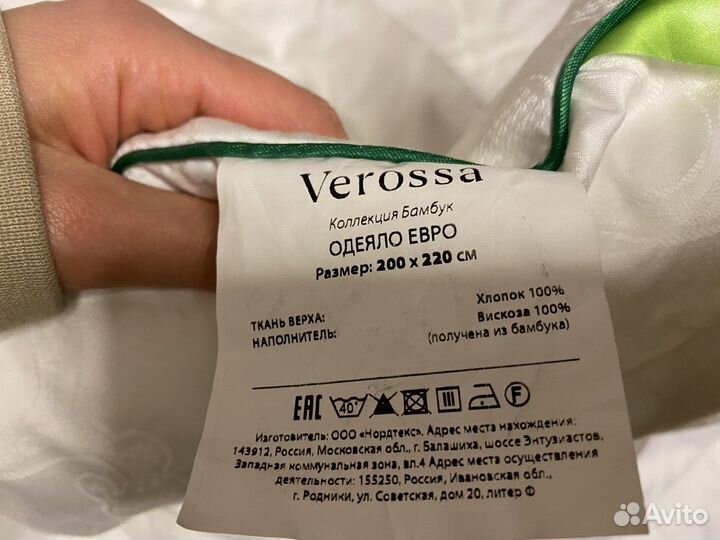 Verossa
Коллекция Бамбук
ОДЕЯЛО ЕВРО
Размер: 200 x 220 см
ТКАНЬ ВЕРХА: Хлопок 100%
НАПОЛНИТЕЛЬ: Вискоза 100%
(получена из бамбука)
EAC 40° F
Изготовитель: ООО «Нордтекс». Адрес места нахождения:
143912, Россия, Московская обл., г. Балашиха, шоссе Энтузиастов,
Западная коммунальная зона, вл.4 Адрес места осуществления
деятельности: 155250, Россия, Ивановская обл.,
г. Родники, ул. Советская, дом 20, литер Ф
Avito